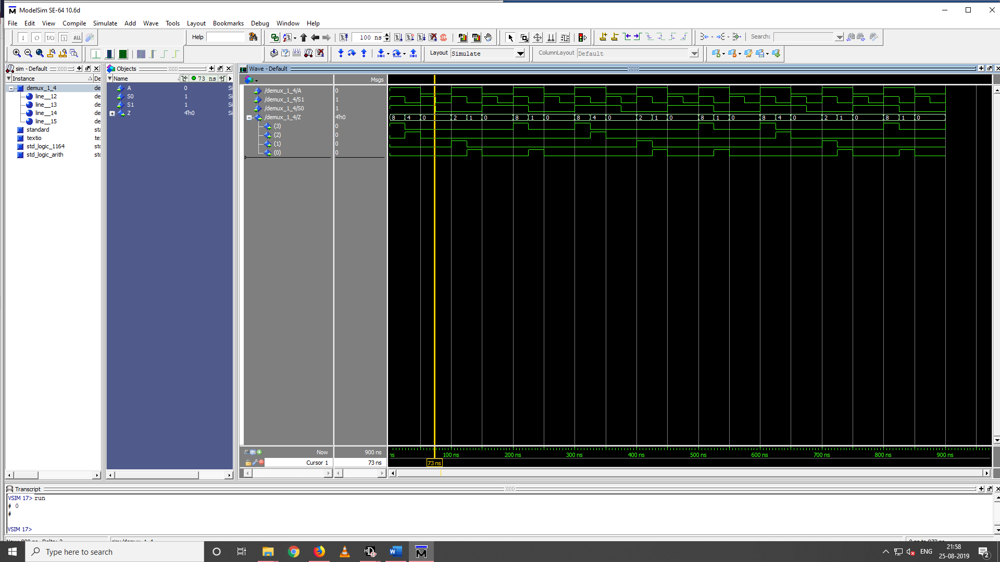 ModelSim SE-64 10.6d
File Edit View Compile Simulate Add Wave Tools Layout Bookmarks Debug Window Help
Help 100 ns Search:
Layout Simulate ColumnLayout Default
sim - Default Objects Wave - Default
Instance De Name 73 ns Msgs
demux_1_4 de
line__12 de
line__13 de
line__14 de
line__15 de
standard sta
textio te
std_logic_1164 std
std_logic_arith std
A 0 Si
S0 1 Si
S1 1 Si
Z 4'h0 Si
/demux_1_4/A 0
/demux_1_4/S1 1
/demux_1_4/S0 1
/demux_1_4/Z 4'h0 8 4 0 2 1 0 8 1 0 8 4 0 2 1 0 8 1 0 8 4 0 2 1 0 8 1 0
(3) 0
(2) 0
(1) 0
(0) 0
Now 900 ns ns 100 ns 200 ns 300 ns 400 ns 500 ns 600 ns 700 ns 800 ns 900 ns
Cursor 1 73 ns 73 ns
Transcript
VSIM 17> run
# 0
#
VSIM 17>
Type here to search
ENG
21:58
25-08-2019
2